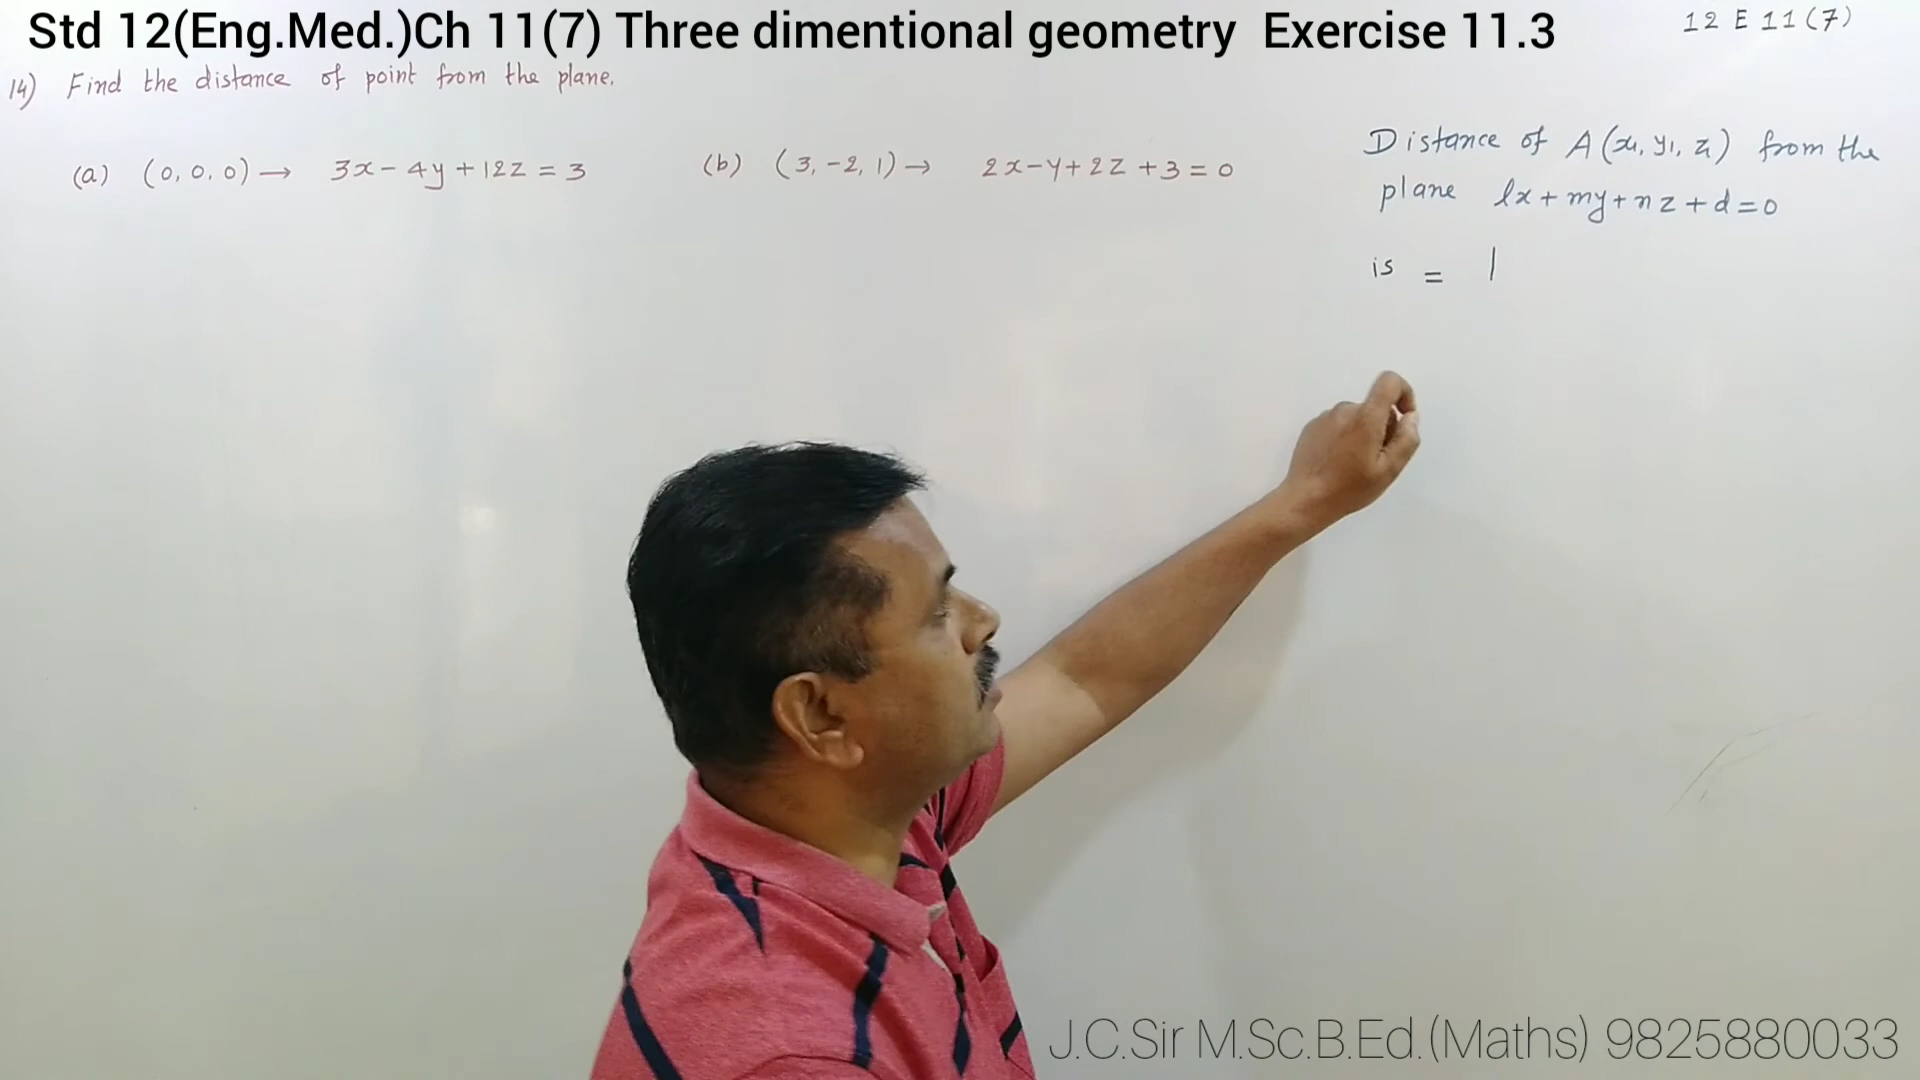 Std 12(Eng.Med.)Ch 11(7) Three dimentional geometry Exercise 11.3
12 E 11(7)
14) Find the distance of point from the plane.
(a) (0, 0, 0) → 3x - 4y + 12z = 3
(b) (3, -2, 1) → 2x - y + 2z + 3 = 0
Distance of A(x₁, y₁, z₁) from the
plane lx + my + nz + d = 0
is = |
J.C.Sir M.Sc.B.Ed.(Maths) 9825880033